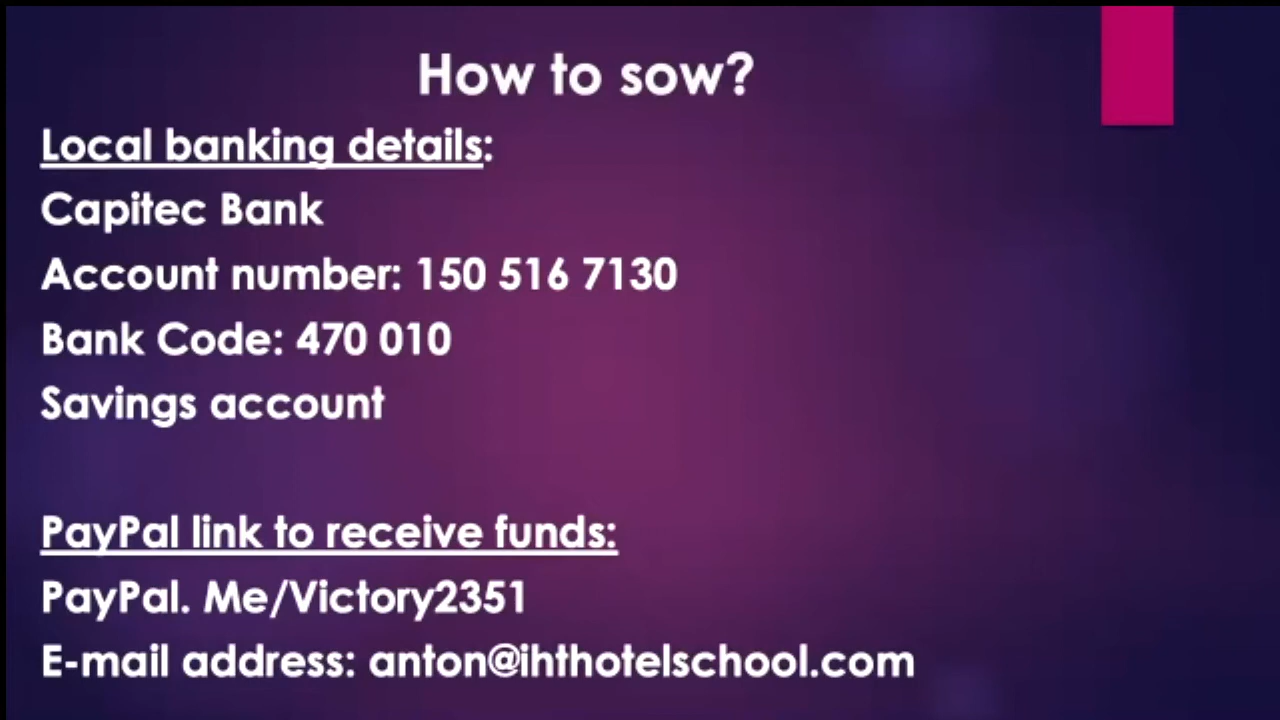 How to sow?
Local banking details:
Capitec Bank
Account number: 150 516 7130
Bank Code: 470 010
Savings account
PayPal link to receive funds:
PayPal. Me/Victory2351
E-mail address: anton@ihthotelschool.com